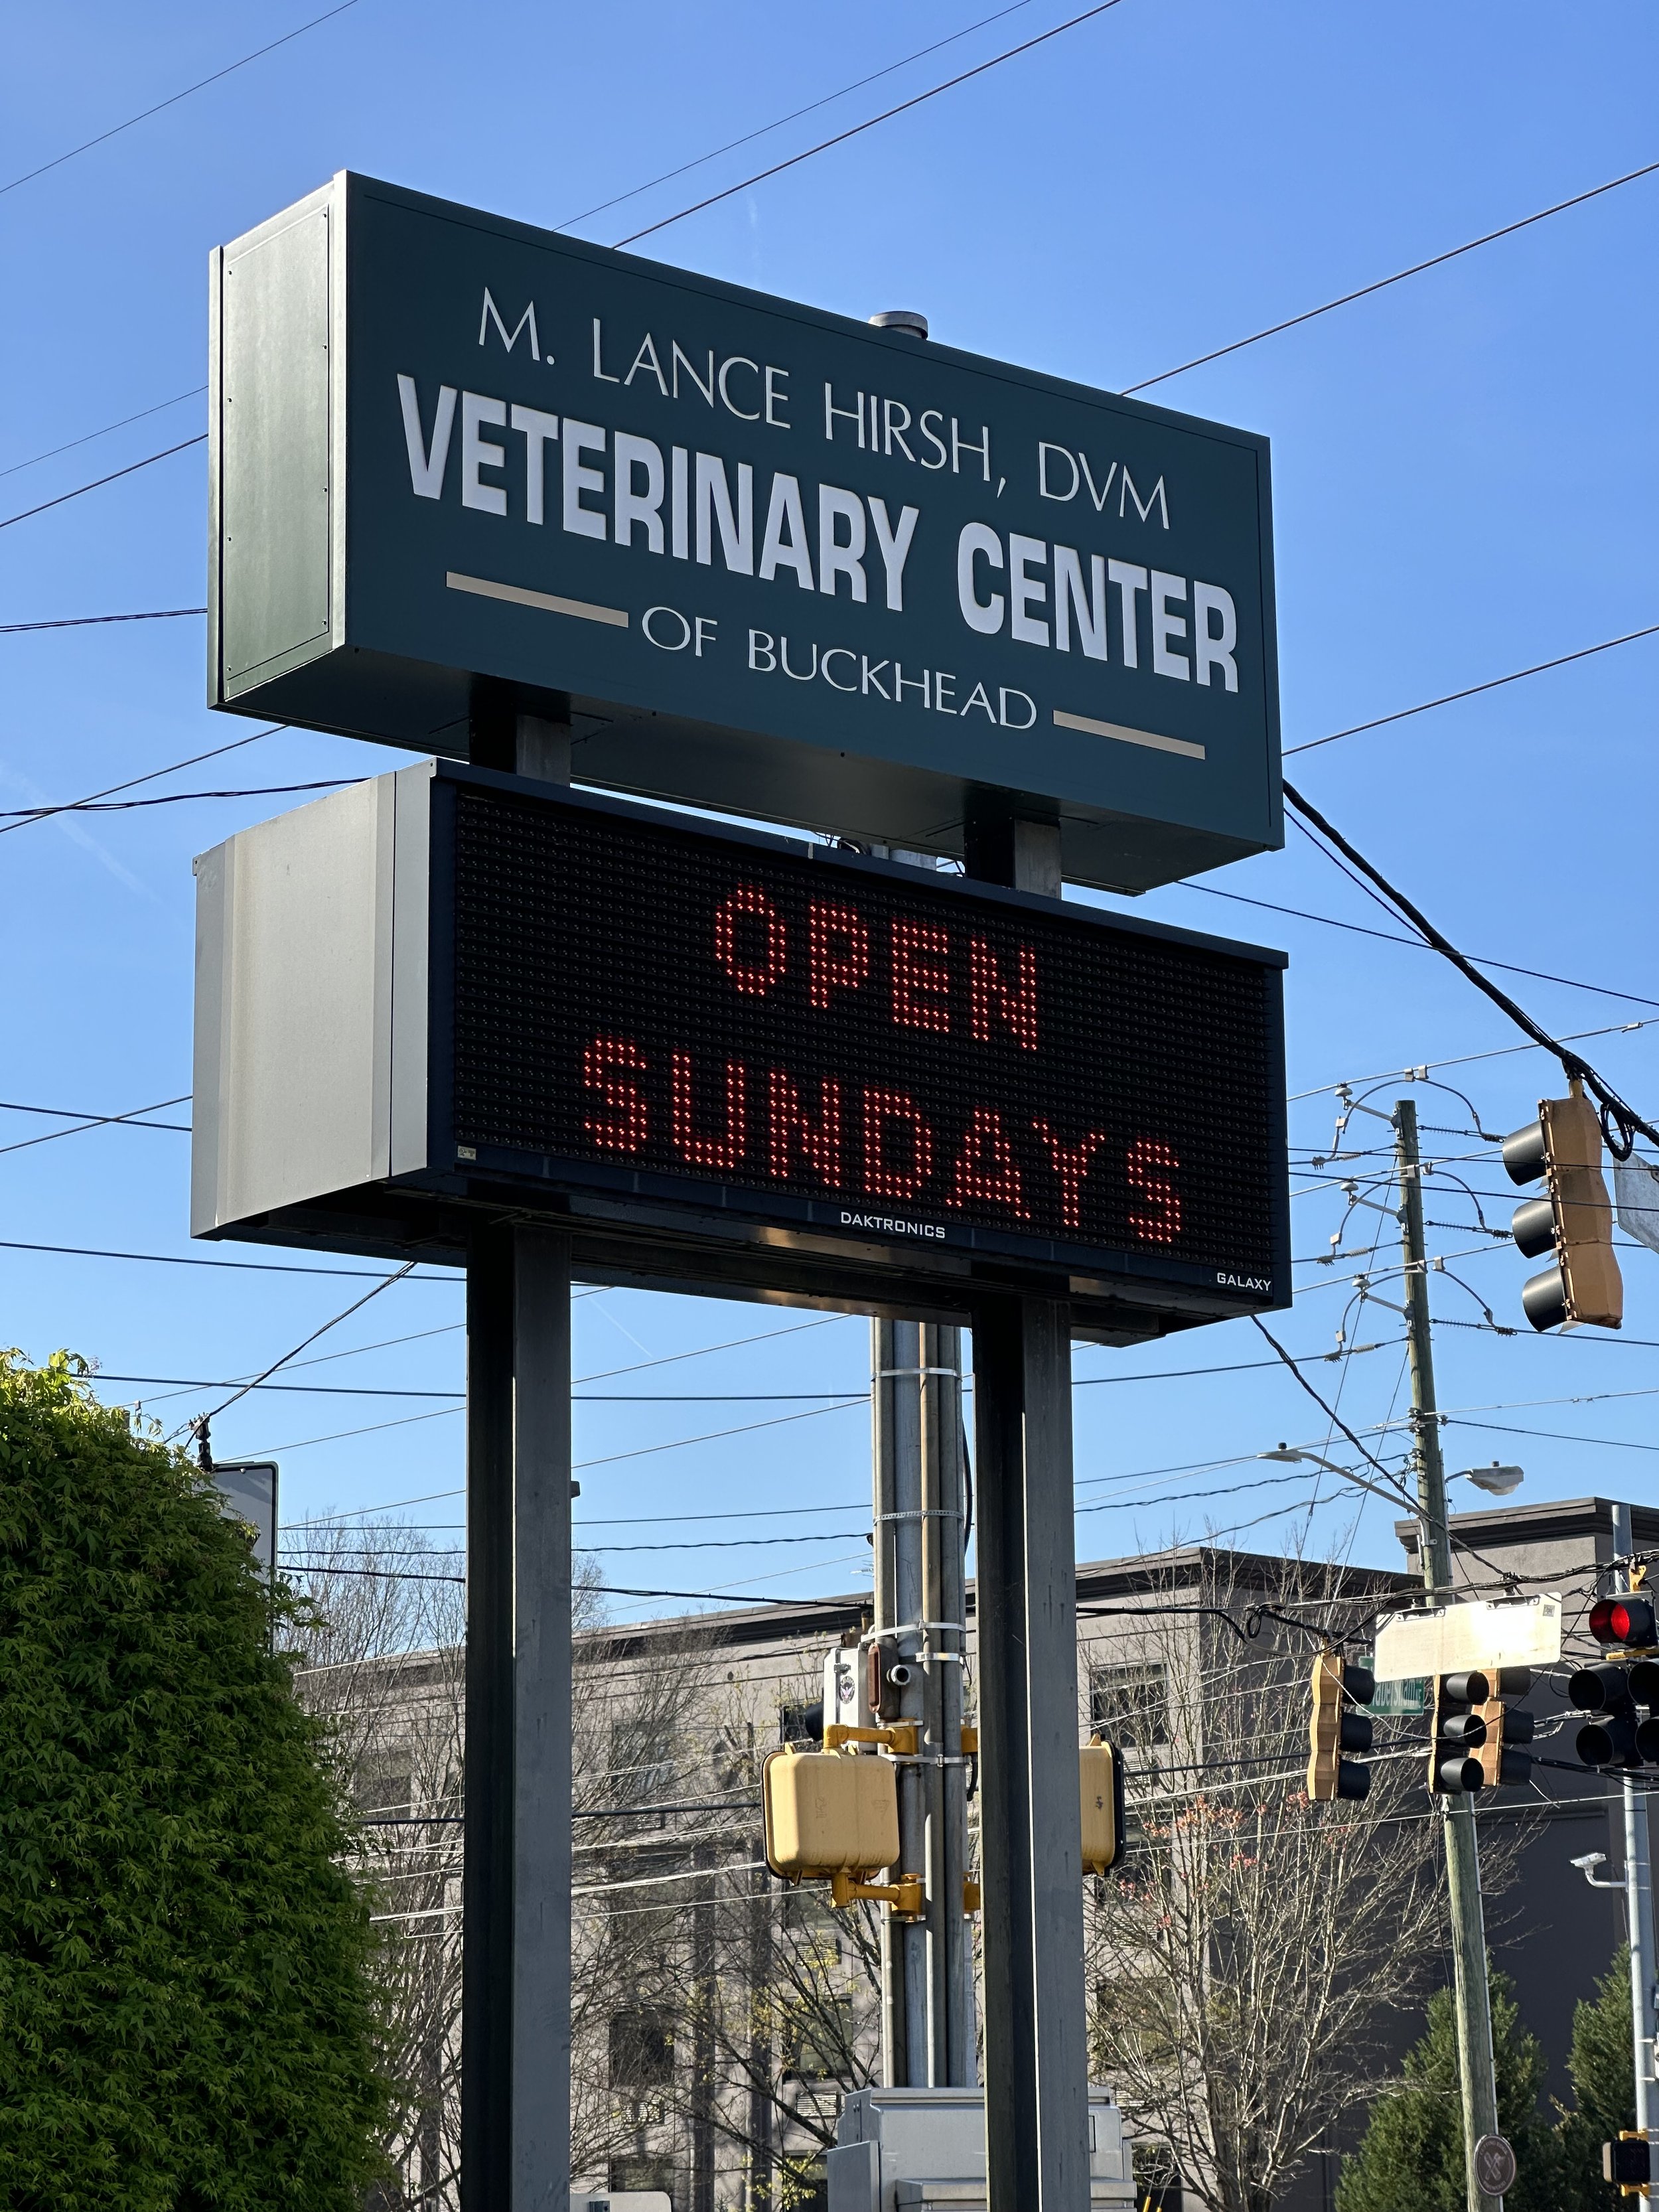 M. LANCE HIRSH, DVM
VETERINARY CENTER
OF BUCKHEAD
OPEN
SUNDAYS
DAKTRONICS
GALAXY